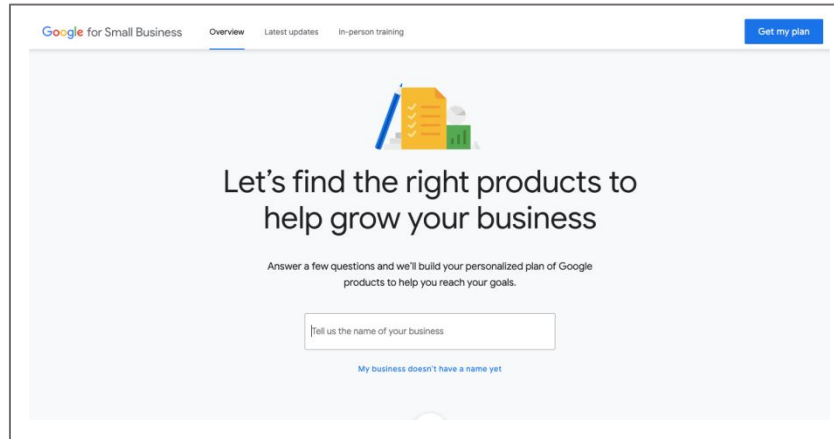 Google for Small Business
Overview
Latest updates
In-person training
Get my plan
Let's find the right products to
help grow your business
Answer a few questions and we'll build your personalized plan of Google
products to help you reach your goals.
Tell us the name of your business
My business doesn't have a name yet